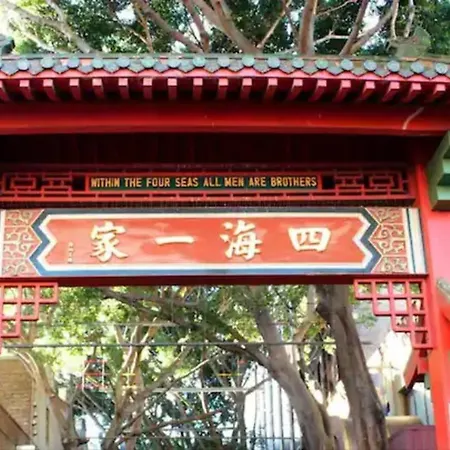 WITHIN THE FOUR SEAS ALL MEN ARE BROTHERS
四海一家